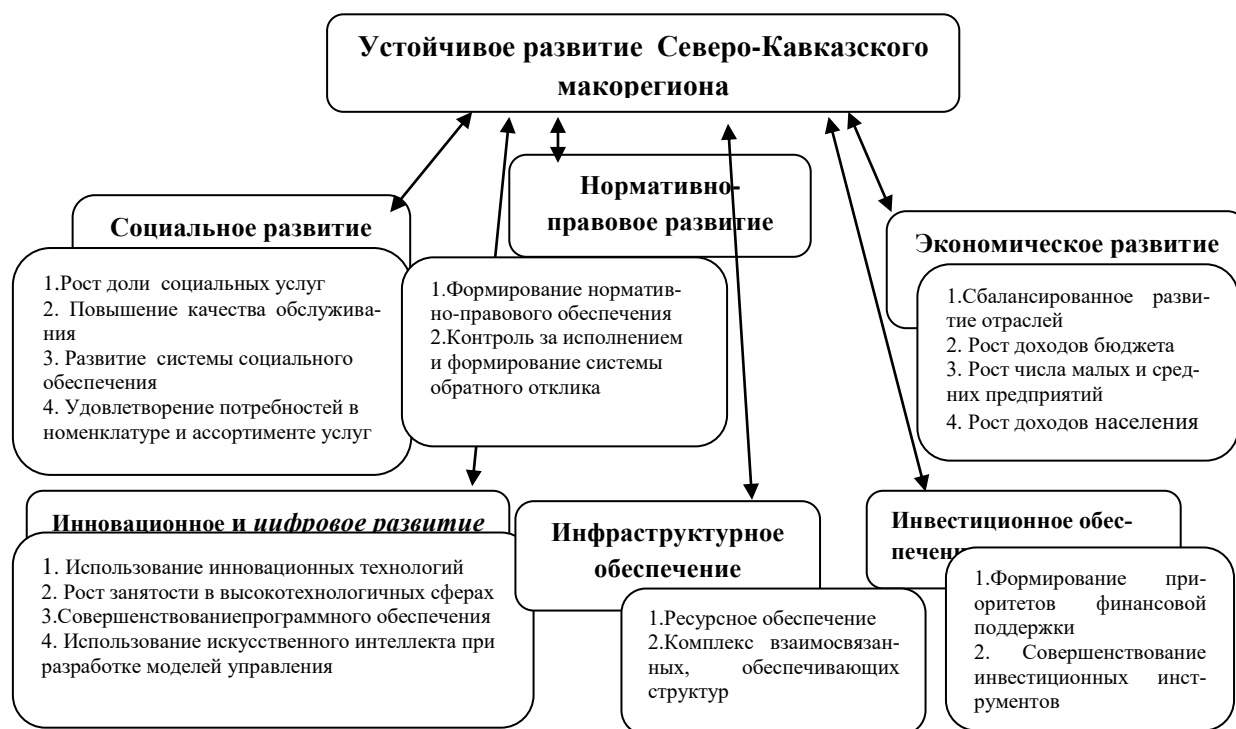 Устойчивое развитие Северо-Кавказского
макорегиона
Нормативно-
правовое развитие
Социальное развитие
Экономическое развитие
1.Рост доли социальных услуг
2. Повышение качества обслужива-
ния
3. Развитие системы социального
обеспечения
4. Удовлетворение потребностей в
номенклатуре и ассортименте услуг
1.Формирование норматив-
но-правового обеспечения
2.Контроль за исполнением
и формирование системы
обратного отклика
1.Сбалансированное разви-
тие отраслей
2. Рост доходов бюджета
3. Рост числа малых и сред-
них предприятий
4. Рост доходов населения
Инновационное и цифровое развитие
1. Использование инновационных технологий
2. Рост занятости в высокотехнологичных сферах
3.Совершенствованиепрограммного обеспечения
4. Использование искусственного интеллекта при
разработке моделей управления
Инфраструктурное
обеспечение
1.Ресурсное обеспечение
2.Комплекс взаимосвязан-
ных, обеспечивающих
структур
Инвестиционное обес-
печени
1.Формирование при-
оритетов финансовой
поддержки
2. Совершенствование
инвестиционных инст-
рументов